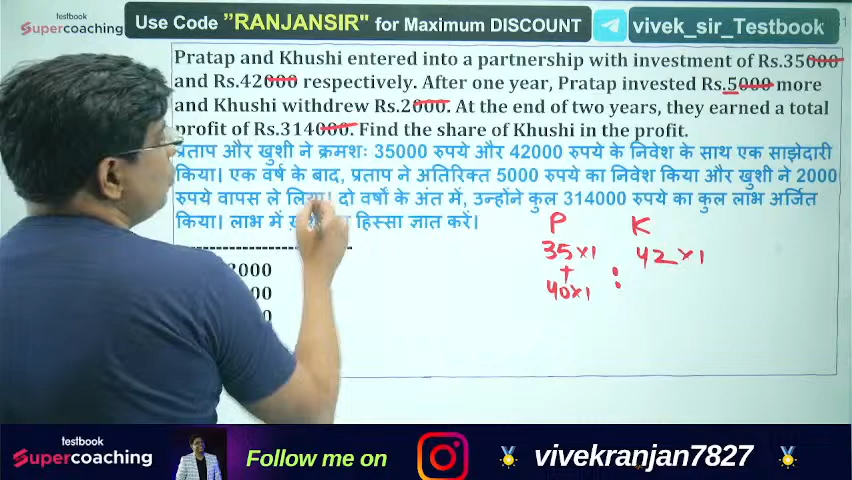 testbook
Supercoaching
Use Code ”RANJANSIR" for Maximum DISCOUNT
vivek_sir_Testbook
Pratap and Khushi entered into a partnership with investment of Rs.35000
and Rs.42000 respectively. After one year, Pratap invested Rs.5000 more
and Khushi withdrew Rs.2000. At the end of two years, they earned a total
profit of Rs.314000. Find the share of Khushi in the profit.
प्रताप और खुशी ने क्रमशः 35000 रुपये और 42000 रुपये के निवेश के साथ एक साझेदारी
किया। एक वर्ष के बाद, प्रताप ने अतिरिक्त 5000 रुपये का निवेश किया और खुशी ने 2000
रुपये वापस ले लिया। दो वर्षों के अंत में, उन्होंने कुल 314000 रुपये का कुल लाभ अर्जित
किया। लाभ में हिस्सा ज्ञात करें।
P K
35×1 42×1
+ :
40×1
000
00
testbook
Supercoaching
Follow me on
vivekranjan7827